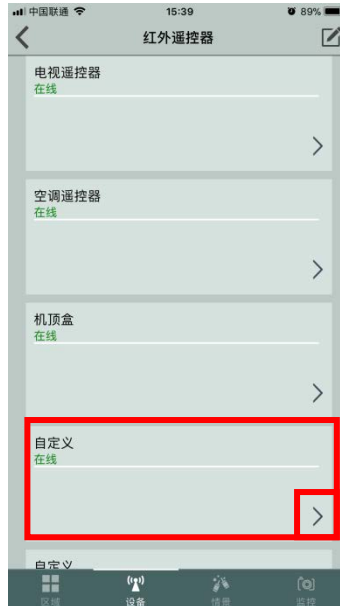 中国联通 15:39 89%
红外遥控器
电视遥控器
在线
空调遥控器
在线
机顶盒
在线
自定义
在线
自定义
区域 设备 情景 监控